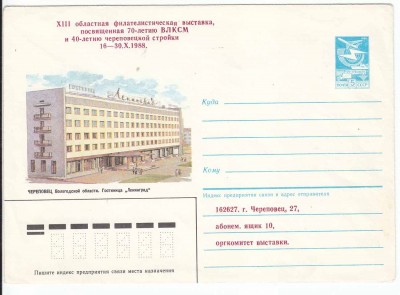 XIII областная филателистическая выставка,
посвященная 70-летию ВЛКСМ
и 40-летию череповецкой стройки
16—30.X.1988.
Куда
Кому
ЧЕРЕПОВЕЦ Вологодской области. Гостиница „Ленинград"
Индекс предприятия связи и адрес отправителя
162627. г. Череповец, 27,
абонем. ящик 10,
оргкомитет выставки.
Пишите индекс предприятия связи места назначения